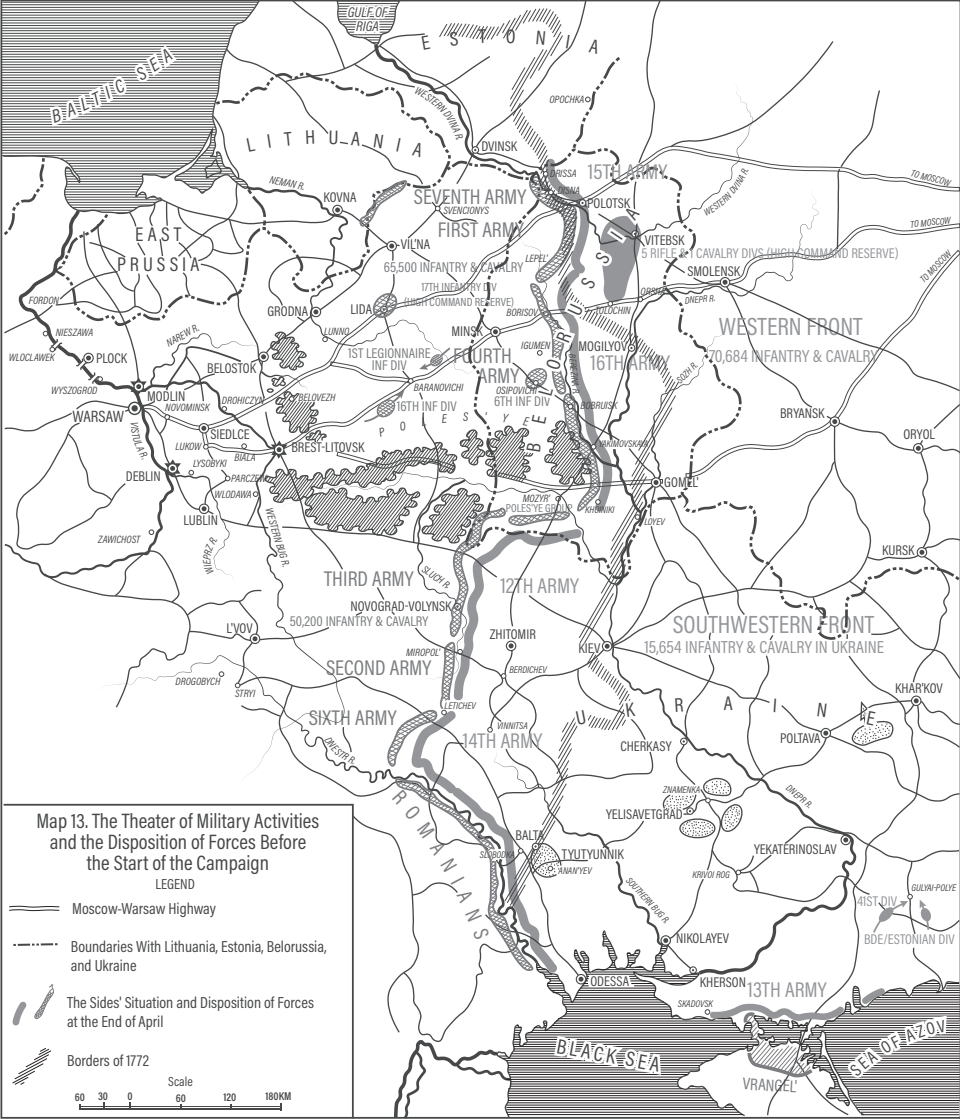 GULF OF
RIGA
ESTONIA
BALTIC SEA
OPOCHKA
WESTERN DVINA R.
LITHUANIA
DVINSK
DRISSA
15TH ARMY
TO MOSCOW
NEMAN R.
DISNA
KOVNA
SEVENTH ARMY
POLOTSK
WESTERN DVINA R.
SVENCIONYS
FIRST ARMY
TO MOSCOW
EAST
PRUSSIA
VIL'NA
VITEBSK
LEPEL'
5 RIFLE & 1 CAVALRY DIVS (HIGH COMMAND RESERVE)
65,500 INFANTRY & CAVALRY
TO MOSCOW
SMOLENSK
17TH INFANTRY DIV
(HIGH COMMAND RESERVE)
ORSHA
DNEPR R.
FORDON
LIDA
TOLOCHIN
GRODNA
BORISOV
NIESZAWA
LUNNO
MINSK
WESTERN FRONT
NAREW R.
IGUMEN
MOGILYOV
WLOCLAWEK
PLOCK
1ST LEGIONNAIRE
INF DIV
FOURTH
ARMY
16TH ARMY
70,684 INFANTRY & CAVALRY
BELOSTOK
BEREZINA R.
SOZH R.
WYSZOGROD
BARANOVICHI
OSIPOVICHI
6TH INF DIV
MODLIN
DROHICZYN
BELOVEZH
16TH INF DIV
BOBRUISK
WARSAW
NOVOMINSK
BRYANSK
POLES'YE
BELORUSSIA
VISTULA R.
SIEDLCE
ORYOL
LUKOW
BREST-LITOVSK
YAKIMOVSKAYA
BIALA
LYSOBYKI
DEBLIN
PARCZEW
GOMEL'
WLODAWA
MOZYR'
POLES'YE GROUP
KHOINIKI
LUBLIN
LOYEV
WESTERN BUG R.
ZAWICHOST
WIEPRZ R.
KURSK
SLUCH R.
THIRD ARMY
12TH ARMY
NOVOGRAD-VOLYNSK
50,200 INFANTRY & CAVALRY
L'VOV
ZHITOMIR
SOUTHWESTERN FRONT
KIEV
15,654 INFANTRY & CAVALRY IN UKRAINE
MIROPOL'
SECOND ARMY
BERDICHEV
DROGOBYCH
STRYI
KHAR'KOV
LETICHEV
SIXTH ARMY
UKRAINE
VINNITSA
14TH ARMY
POLTAVA
DNESTR R.
CHERKASY
ZNAMENKA
DNEPR R.
ROMANIANS
YELISAVETGRAD
BALTA
YEKATERINOSLAV
SLOBODKA
TYUTYUNNIK
ANAN'YEV
KRIVOI ROG
SOUTHERN BUG R.
GULYAI-POLYE
41ST DIV
BDE/ESTONIAN DIV
NIKOLAYEV
ODESSA
KHERSON
13TH ARMY
SKADOVSK
BLACK SEA
SEA OF AZOV
VRANGEL'
Map 13. The Theater of Military Activities
and the Disposition of Forces Before
the Start of the Campaign
LEGEND
Moscow-Warsaw Highway
Boundaries With Lithuania, Estonia, Belorussia,
and Ukraine
The Sides' Situation and Disposition of Forces
at the End of April
Borders of 1772
Scale
60 30 0 60 120 180KM